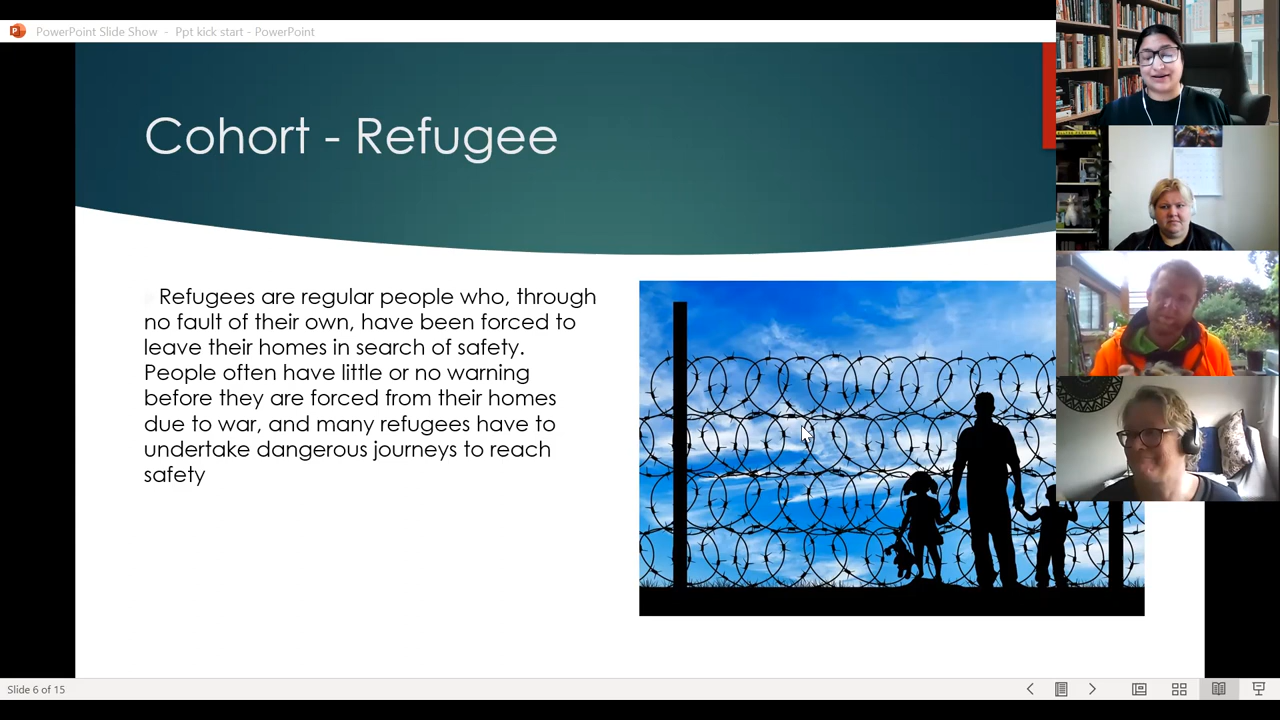 PowerPoint Slide Show - Ppt kick start - PowerPoint
Cohort - Refugee
Refugees are regular people who, through
no fault of their own, have been forced to
leave their homes in search of safety.
People often have little or no warning
before they are forced from their homes
due to war, and many refugees have to
undertake dangerous journeys to reach
safety
Slide 6 of 15